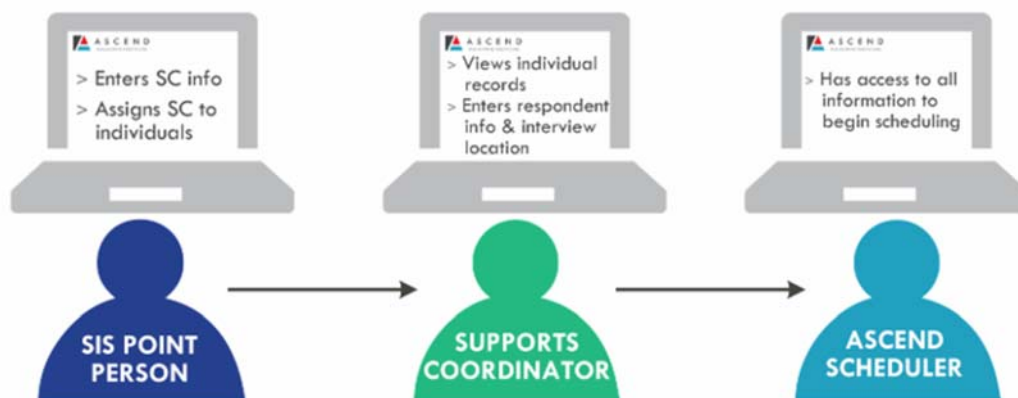 ASCEND
> Enters SC info
> Assigns SC to
individuals
ASCEND
> Views individual
records
> Enters respondent
info & interview
location
ASCEND
> Has access to all
information to
begin scheduling
SIS POINT
PERSON
SUPPORTS
COORDINATOR
ASCEND
SCHEDULER